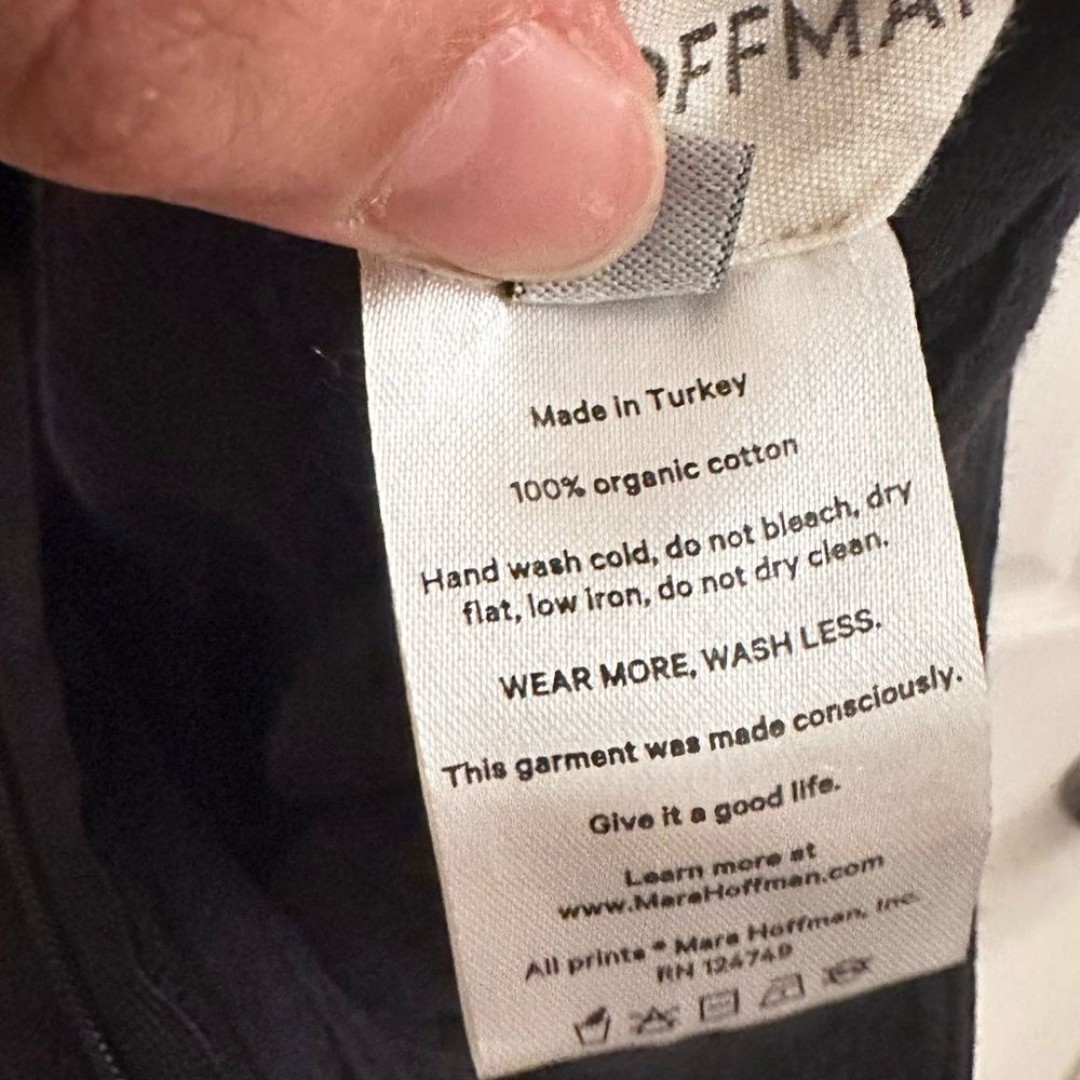 OFFMA
Made in Turkey
100% organic cotton
Hand wash cold, do not bleach, dry
flat, low iron, do not dry clean.
WEAR MORE, WASH LESS.
This garment was made consciously.
Give it a good life.
Learn more at
www.MaraHoffman.com
All prints * Mara Hoffman, Inc.
RN 124749